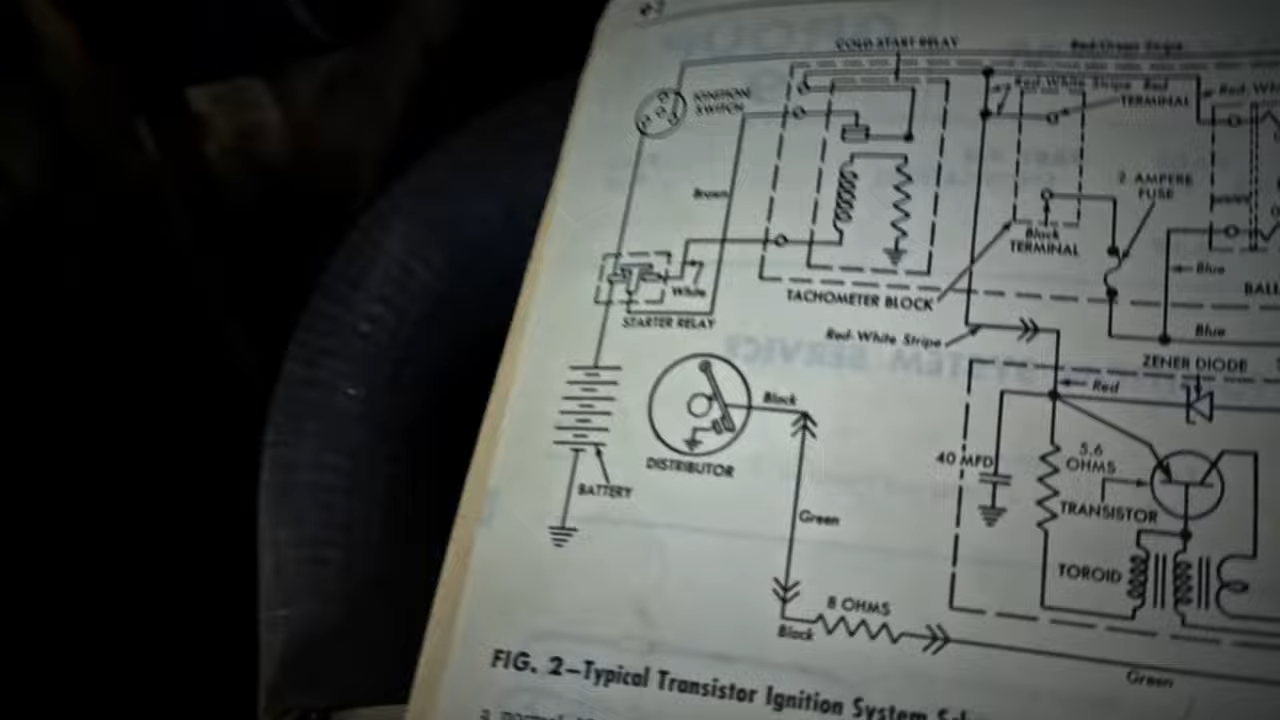 COLD START RELAY
Red-Green Stripe
IGNITION
SWITCH
Red-White Stripe Red
TERMINAL
Brown
2 AMPERE
FUSE
Black
TERMINAL
Blue
White
TACHOMETER BLOCK
STARTER RELAY
Red-White Stripe
Blue
ZENER DIODE
Red
Black
DISTRIBUTOR
40 MFD
5.6
OHMS
BATTERY
TRANSISTOR
Green
TOROID
8 OHMS
Black
Green
FIG. 2–Typical Transistor Ignition System